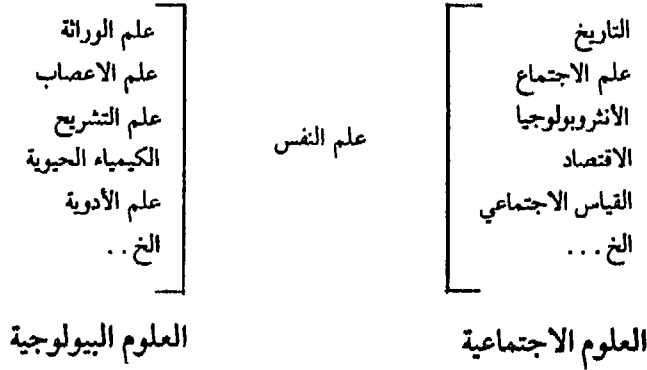 التاريخ
علم الاجتماع
الأنثروبولوجيا
الاقتصاد
القياس الاجتماعي
الخ...
العلوم الاجتماعية
علم النفس
علم الوراثة
علم الاعصاب
علم التشريح
الكيمياء الحيوية
علم الأدوية
الخ..
العلوم البيولوجية